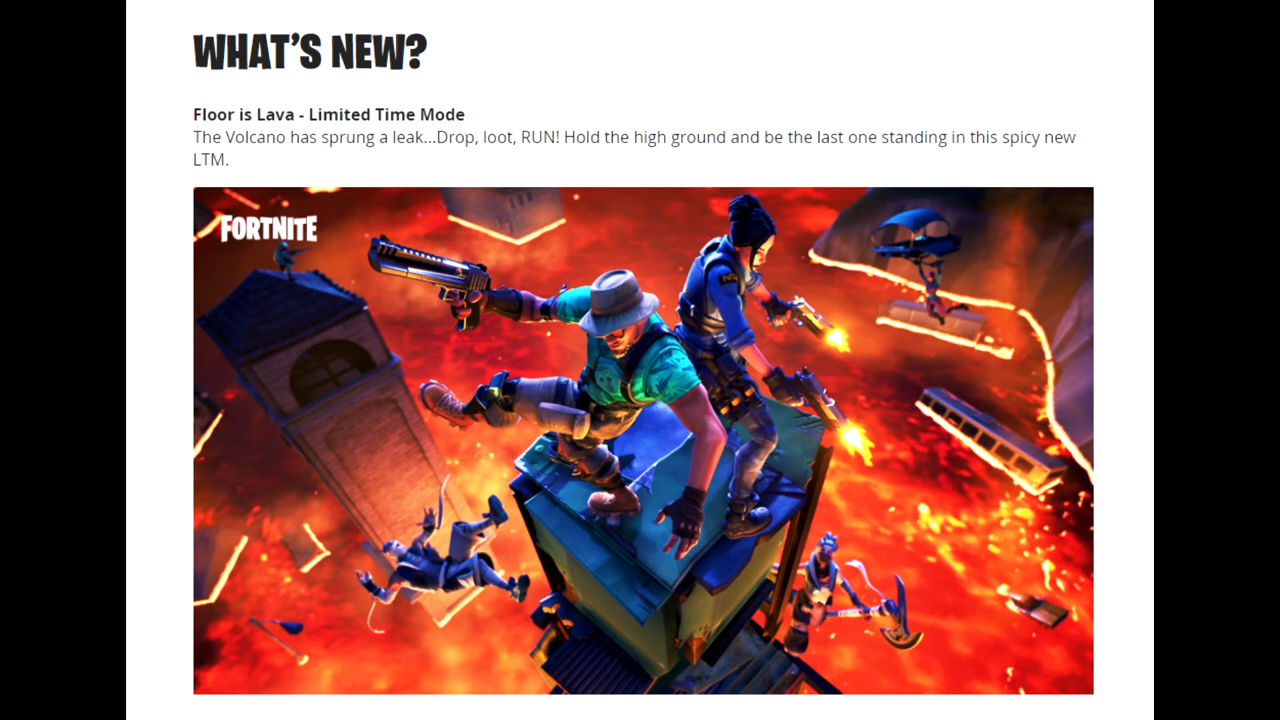 WHAT'S NEW?
Floor is Lava - Limited Time Mode
The Volcano has sprung a leak...Drop, loot, RUN! Hold the high ground and be the last one standing in this spicy new
LTM.
FORTNITE